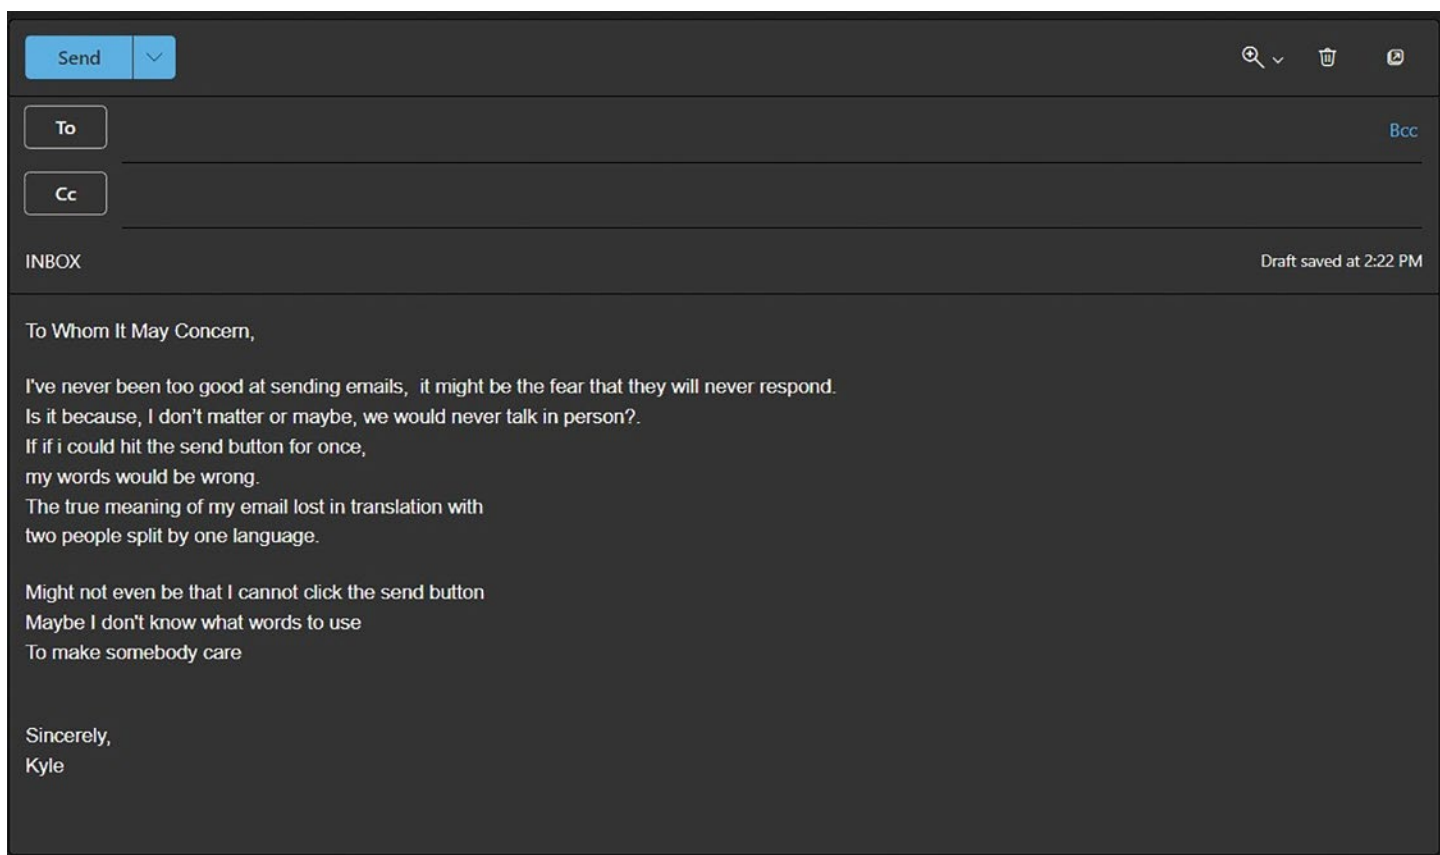 Send
To
Bcc
Cc
INBOX
Draft saved at 2:22 PM
To Whom It May Concern,
I've never been too good at sending emails,  it might be the fear that they will never respond.
Is it because, I don't matter or maybe, we would never talk in person?.
If if i could hit the send button for once,
my words would be wrong.
The true meaning of my email lost in translation with
two people split by one language.
Might not even be that I cannot click the send button
Maybe I don't know what words to use
To make somebody care
Sincerely,
Kyle